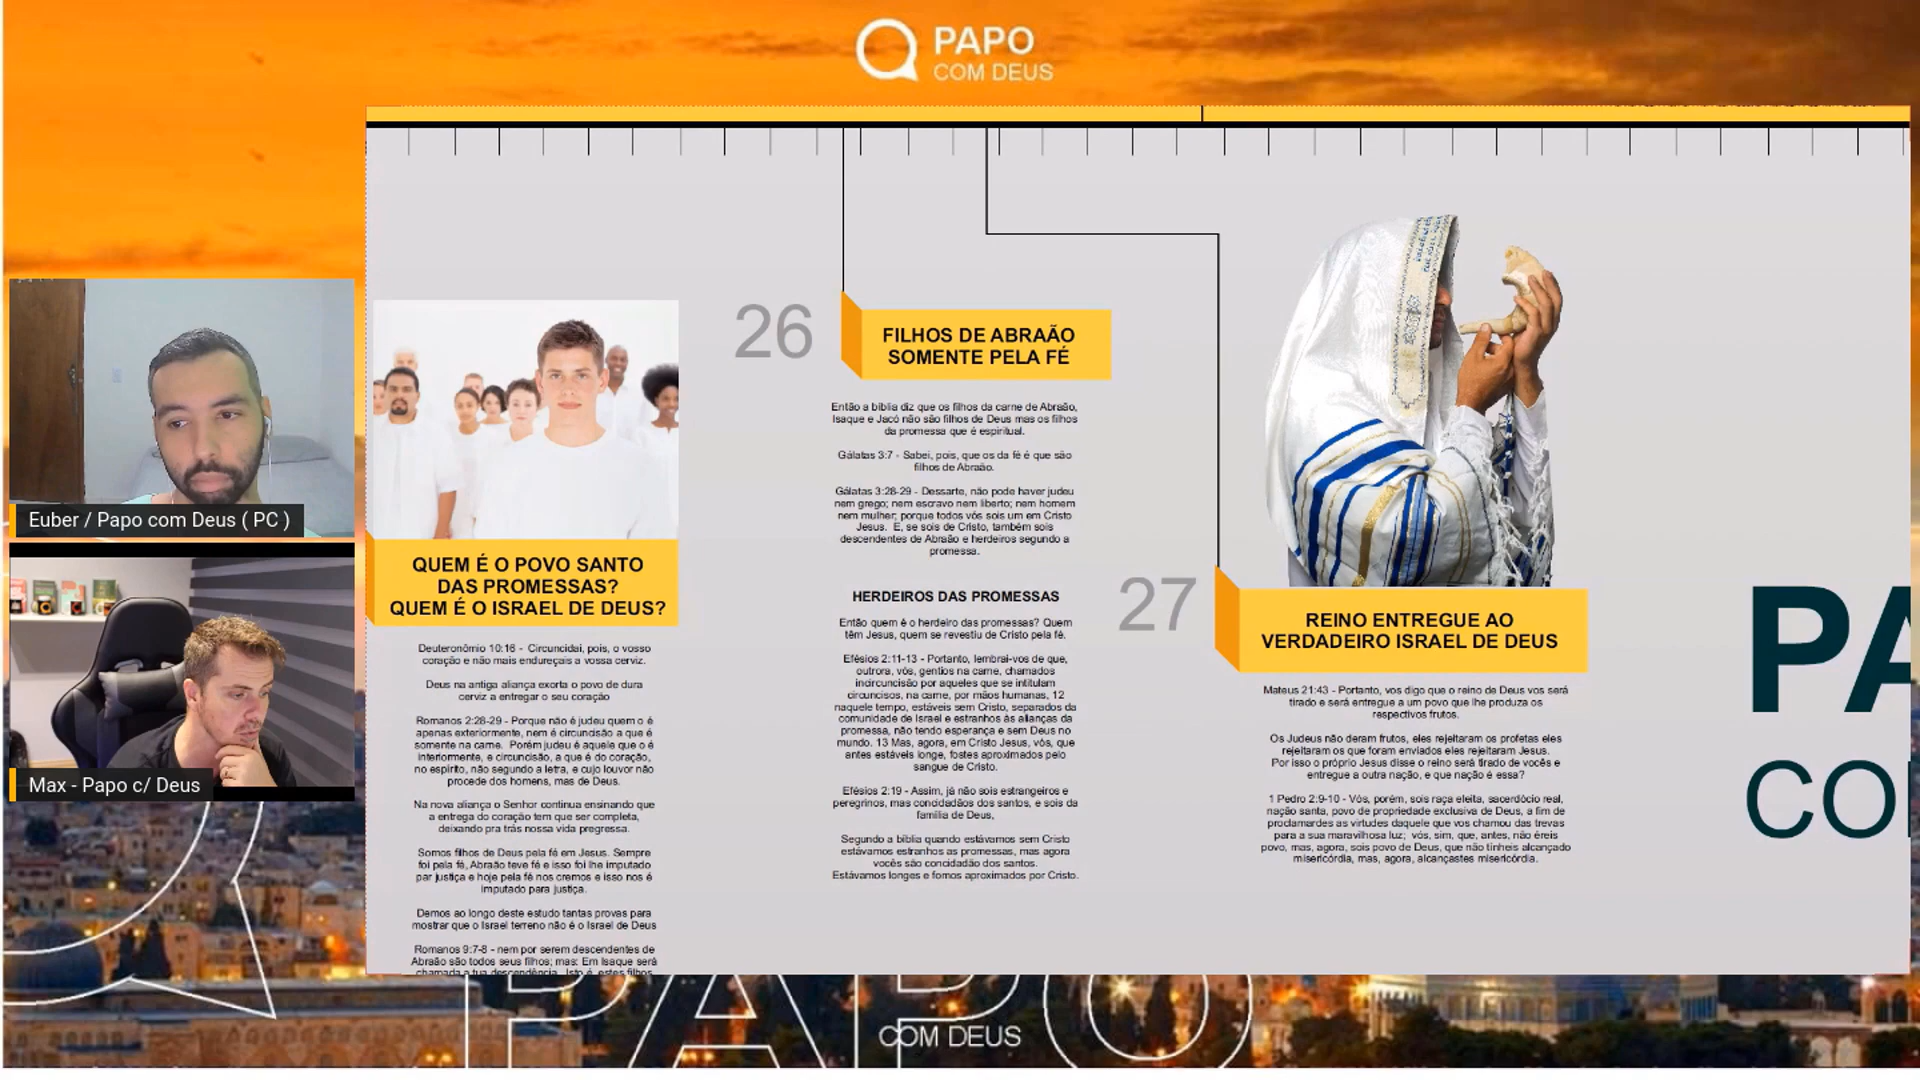 PAPO
COM DEUS
QUEM É O POVO SANTO
DAS PROMESSAS?
QUEM É O ISRAEL DE DEUS?
Deuteronômio 10:16 - Circuncidai, pois, o vosso
coração e não mais endureçais a vossa cerviz.
Deus na antiga aliança exorta o povo de dura
cerviz a entregar o seu coração
Romanos 2:28-29 - Porque não é judeu quem o é
apenas exteriormente, nem é circuncisão a que é
somente na carne. Porém judeu é aquele que o é
interiormente, e circuncisão, a que é do coração,
no espírito, não segundo a letra, e cujo louvor não
procede dos homens, mas de Deus.
Na nova aliança o Senhor continua ensinando que
a entrega do coração tem que ser completa,
deixando pra trás nossa vida pregressa.
Somos filhos de Deus pela fé em Jesus. Sempre
foi pela fé, Abraão teve fé e isso foi lhe imputado
par justiça e hoje pela fé nos cremos e isso nos é
imputado para justiça.
Demos ao longo deste estudo tantas provas para
mostrar que o Israel terreno não é o Israel de Deus
Romanos 9:7-8 - nem por serem descendentes de
Abraão são todos seus filhos; mas: Em Isaque será
chamada a tua descendência. Isto é, estes filhos
26
FILHOS DE ABRAÃO
SOMENTE PELA FÉ
Então a bíblia diz que os filhos da carne de Abraão,
Isaque e Jacó não são filhos de Deus mas os filhos
da promessa que é espiritual.
Gálatas 3:7 - Sabei, pois, que os da fé é que são
filhos de Abraão.
Gálatas 3:28-29 - Dessarte, não pode haver judeu
nem grego; nem escravo nem liberto; nem homem
nem mulher; porque todos vós sois um em Cristo
Jesus. E, se sois de Cristo, também sois
descendentes de Abraão e herdeiros segundo a
promessa.
HERDEIROS DAS PROMESSAS
Então quem é o herdeiro das promessas? Quem
têm Jesus, quem se revestiu de Cristo pela fé.
Efésios 2:11-13 - Portanto, lembrai-vos de que,
outrora, vós, gentios na carne, chamados
incircuncisão por aqueles que se intitulam
circuncisos, na carne, por mãos humanas, 12
naquele tempo, estáveis sem Cristo, separados da
comunidade de Israel e estranhos às alianças da
promessa, não tendo esperança e sem Deus no
mundo. 13 Mas, agora, em Cristo Jesus, vós, que
antes estáveis longe, fostes aproximados pelo
sangue de Cristo.
Efésios 2:19 - Assim, já não sois estrangeiros e
peregrinos, mas concidadãos dos santos, e sois da
família de Deus,
Segundo a bíblia quando estávamos sem Cristo
estávamos estranhos as promessas, mas agora
vocês são concidadão dos santos.
Estávamos longes e fomos aproximados por Cristo.
27
REINO ENTREGUE AO
VERDADEIRO ISRAEL DE DEUS
Mateus 21:43 - Portanto, vos digo que o reino de Deus vos será
tirado e será entregue a um povo que lhe produza os
respectivos frutos.
Os Judeus não deram frutos, eles rejeitaram os profetas eles
rejeitaram os que foram enviados eles rejeitaram Jesus.
Por isso o próprio Jesus disse o reino será tirado de vocês e
entregue a outra nação, e que nação é essa?
1 Pedro 2:9-10 - Vós, porém, sois raça eleita, sacerdócio real,
nação santa, povo de propriedade exclusiva de Deus, a fim de
proclamardes as virtudes daquele que vos chamou das trevas
para a sua maravilhosa luz; vós, sim, que, antes, não éreis
povo, mas, agora, sois povo de Deus, que não tínheis alcançado
misericórdia, mas, agora, alcançastes misericórdia.
PA
CO
Euber / Papo com Deus ( PC )
Max - Papo c/ Deus
PAPO
COM DEUS